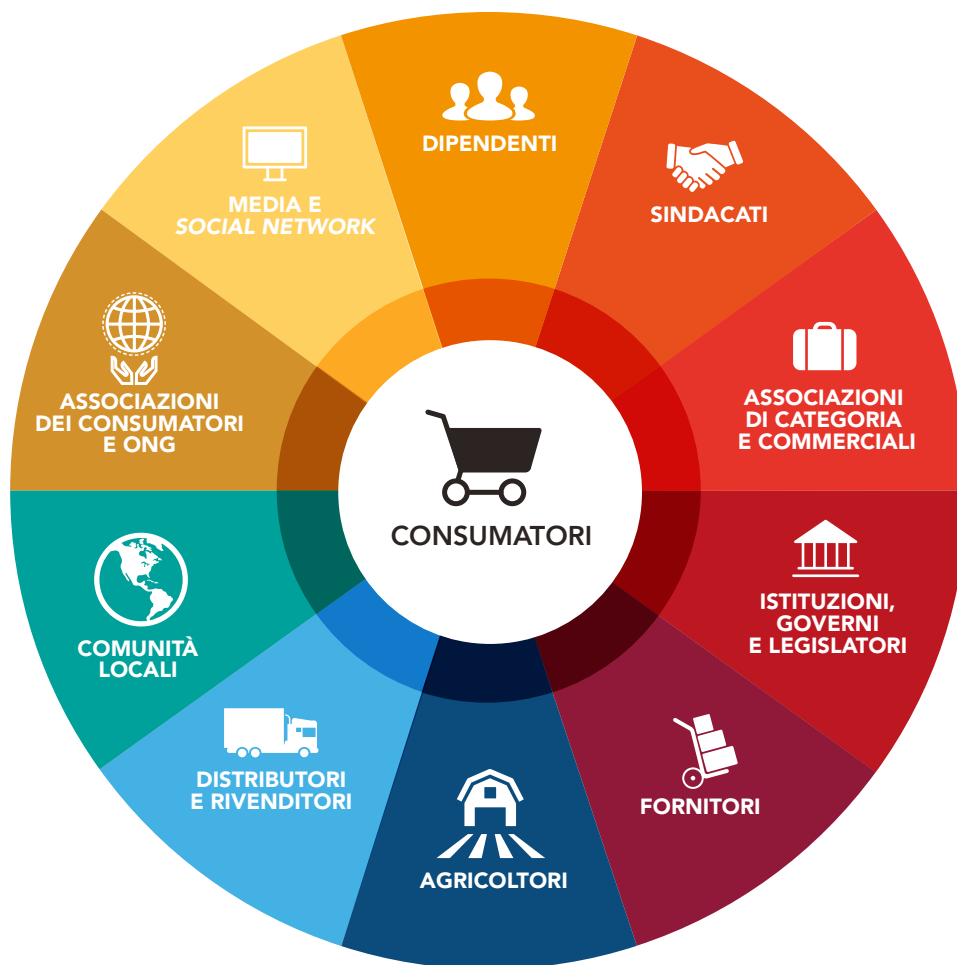 DIPENDENTI
SINDACATI
ASSOCIAZIONI
DI CATEGORIA
E COMMERCIALI
ISTITUZIONI,
GOVERNI
E LEGISLATORI
FORNITORI
AGRICOLTORI
DISTRIBUTORI
E RIVENDITORI
COMUNITÀ
LOCALI
ASSOCIAZIONI
DEI CONSUMATORI
E ONG
MEDIA E
SOCIAL NETWORK
CONSUMATORI